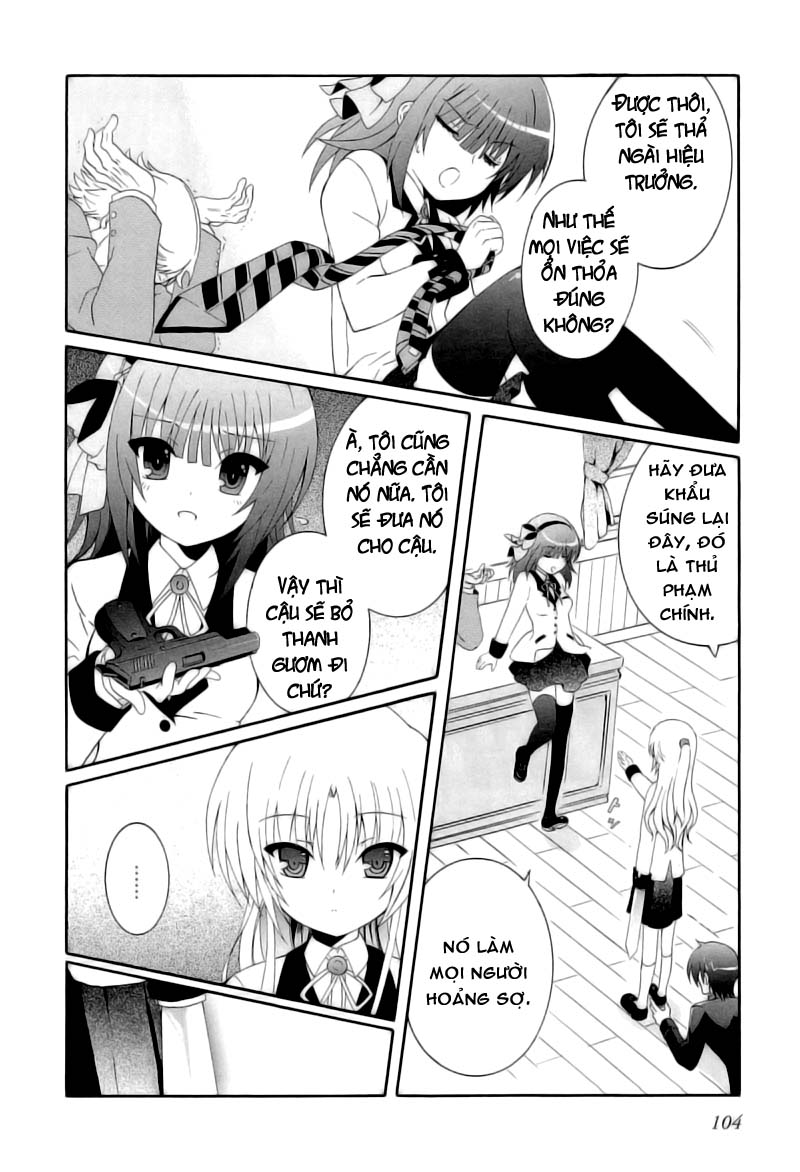 ĐƯỢC THÔI,
TÔI SẼ THẢ
NGÀI HIỆU
TRƯỞNG.
NHƯ THẾ
MỌI VIỆC SẼ
ỔN THỎA
ĐÚNG
KHÔNG?
HÃY ĐƯA
KHẨU
SÚNG LẠI
ĐÂY, ĐÓ
LÀ THỦ
PHẠM
CHÍNH.
NÓ LÀM
MỌI NGƯỜI
HOẢNG SỢ.
À, TÔI CŨNG
CHẲNG CẦN
NÓ NỮA. TÔI
SẼ ĐƯA NÓ
CHO CẬU.
VẬY THÌ
CẬU SẼ BỎ
THANH
GƯƠM ĐI
CHỨ?
......
104